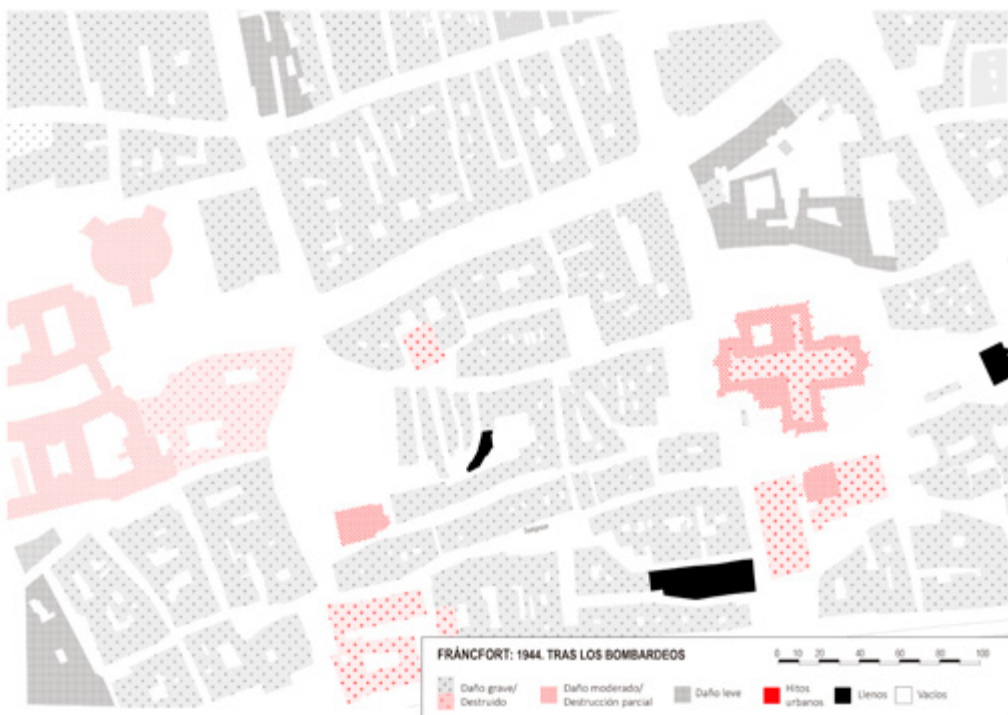 FRÁNCFORT: 1944. TRAS LOS BOMBARDEOS
0 10 20 40 60 80 100
Daño grave/
Destruido
Daño moderado/
Destrucción parcial
Daño leve
Hitos
urbanos
Llenos
Vacíos